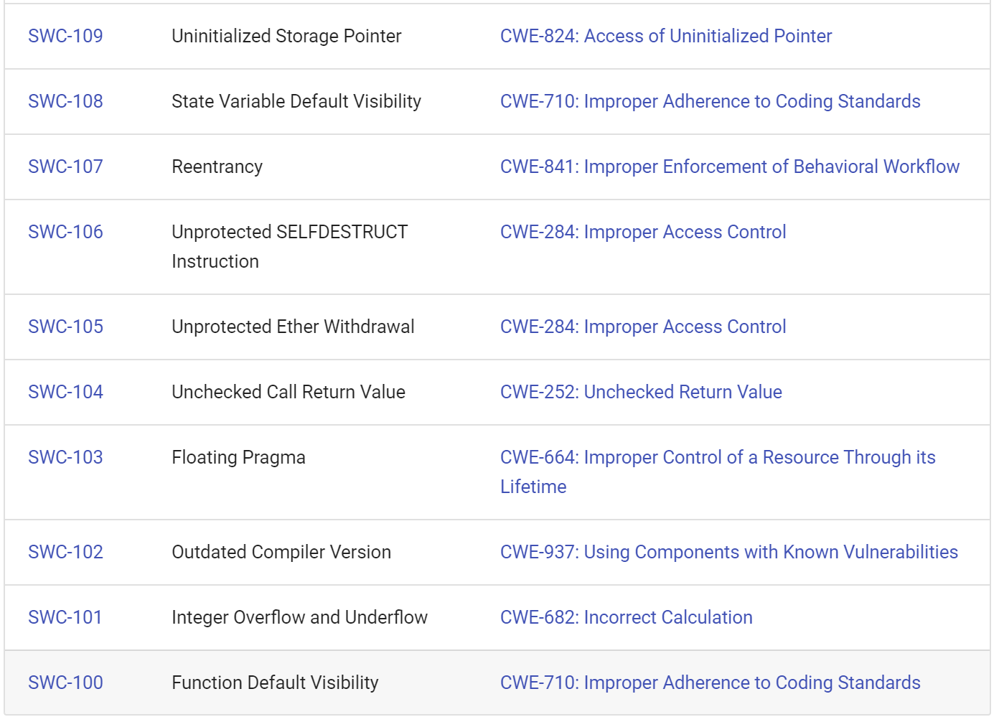 SWC-109 Uninitialized Storage Pointer CWE-824: Access of Uninitialized Pointer
SWC-108 State Variable Default Visibility CWE-710: Improper Adherence to Coding Standards
SWC-107 Reentrancy CWE-841: Improper Enforcement of Behavioral Workflow
SWC-106 Unprotected SELFDESTRUCT CWE-284: Improper Access Control
Instruction
SWC-105 Unprotected Ether Withdrawal CWE-284: Improper Access Control
SWC-104 Unchecked Call Return Value CWE-252: Unchecked Return Value
SWC-103 Floating Pragma CWE-664: Improper Control of a Resource Through its
Lifetime
SWC-102 Outdated Compiler Version CWE-937: Using Components with Known Vulnerabilities
SWC-101 Integer Overflow and Underflow CWE-682: Incorrect Calculation
SWC-100 Function Default Visibility CWE-710: Improper Adherence to Coding Standards